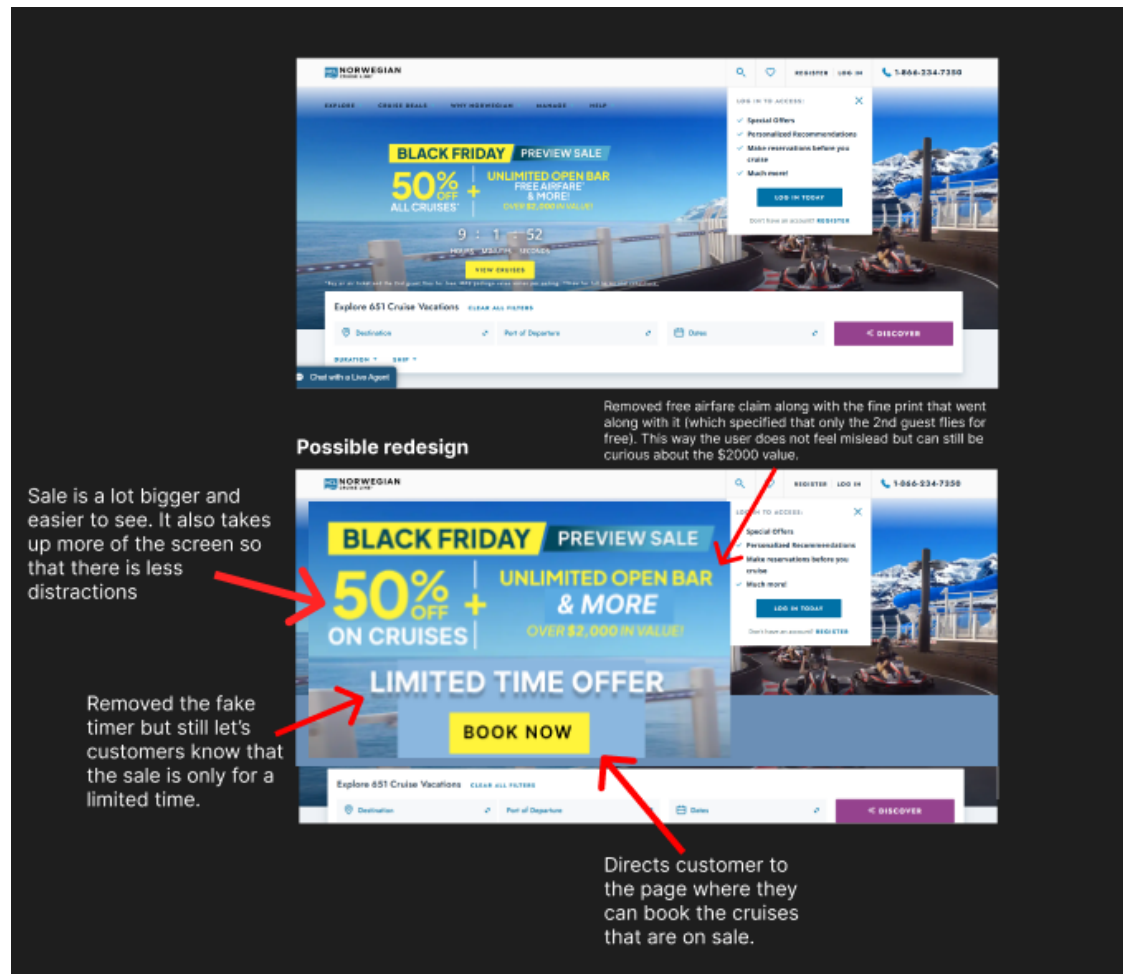 NORWEGIAN
CRUISE LINE
REGISTER LOG IN 1-866-234-7350
EXPLORE CRUISE DEALS WHY NORWEGIAN MANAGE HELP
LOG IN TO ACCESS:
Special Offers
Personalized Recommendations
Make reservations before you
cruise
Much more!
LOG IN TODAY
Don't have an account? REGISTER
BLACK FRIDAY PREVIEW SALE
50% OFF
ALL CRUISES*
+
UNLIMITED OPEN BAR
FREE AIRFARE*
& MORE!
OVER $2,000 IN VALUE!
9 : 1 : 52
HOURS MINUTES SECONDS
VIEW CRUISES
Explore 651 Cruise Vacations CLEAR ALL FILTERS
Destination Port of Departure Dates DISCOVER
DURATION SHIP
Chat with a Live Agent
Removed free airfare claim along with the fine print that went
along with it (which specified that only the 2nd guest flies for
free). This way the user does not feel mislead but can still be
curious about the $2000 value.
Possible redesign
NORWEGIAN
CRUISE LINE
REGISTER LOG IN 1-866-234-7350
LOG IN TO ACCESS:
Special Offers
Personalized Recommendations
Make reservations before you
cruise
Much more!
LOG IN TODAY
Don't have an account? REGISTER
Sale is a lot bigger and
easier to see. It also takes
up more of the screen so
that there is less
distractions
BLACK FRIDAY PREVIEW SALE
50% OFF
ON CRUISES
+
UNLIMITED OPEN BAR
& MORE
OVER $2,000 IN VALUE!
LIMITED TIME OFFER
BOOK NOW
Removed the fake
timer but still let's
customers know that
the sale is only for a
limited time.
Explore 651 Cruise Vacations CLEAR ALL FILTERS
Destination Port of Departure Dates DISCOVER
Directs customer to
the page where they
can book the cruises
that are on sale.